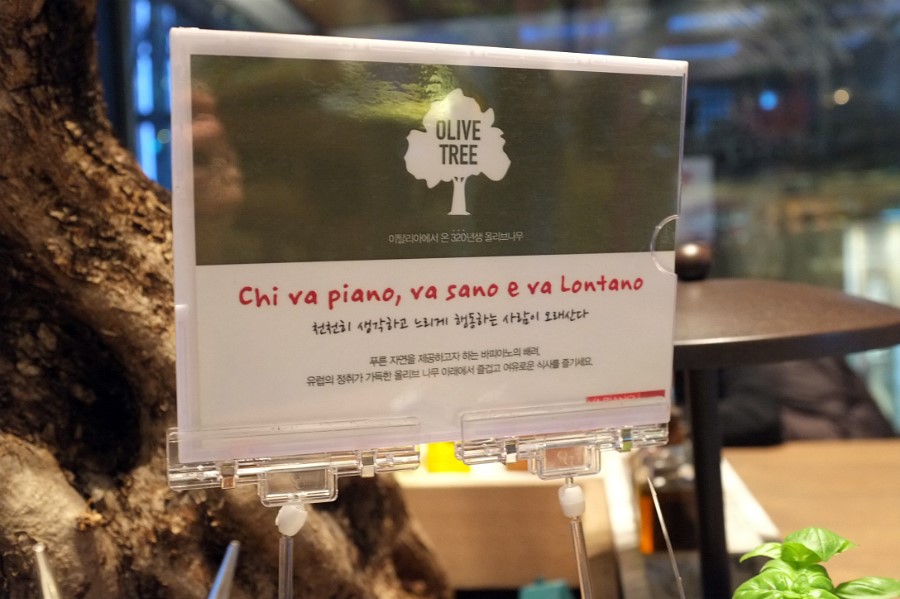 OLIVE
TREE
이탈리아에서 온 320년생 올리브나무
Chi va piano, va sano e va Lontano
천천히 생각하고 느리게 행동하는 사람이 오래산다
푸른 자연을 제공하고자 하는 바피아노의 배려,
유럽의 정취가 가득한 올리브 나무 아래에서 즐겁고 여유로운 식사를 즐기세요.